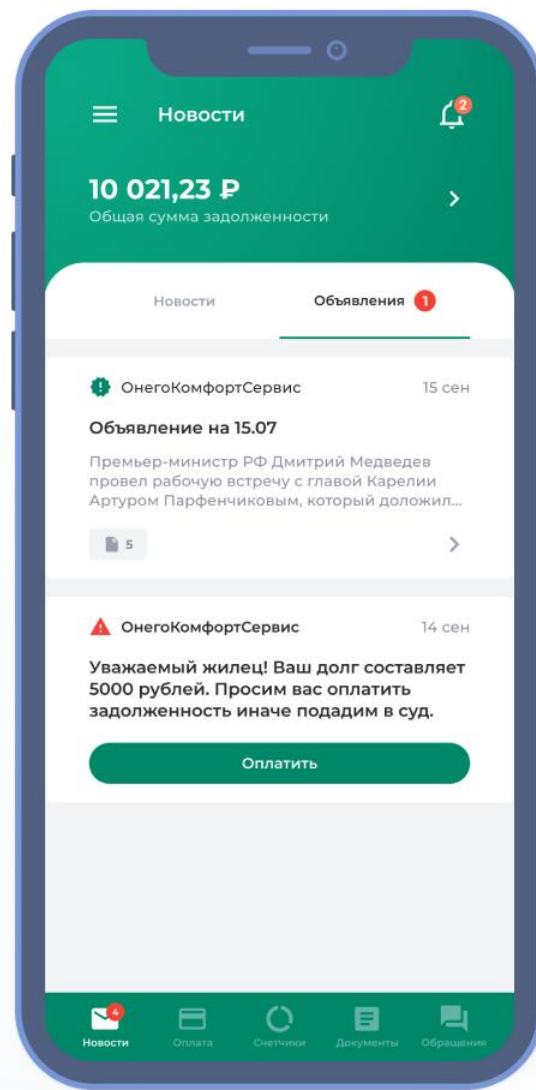 Новости
2
10 021,23 ₽
Общая сумма задолженности
Новости
Объявления 1
ОнегоКомфортСервис 15 сен
Объявление на 15.07
Премьер-министр РФ Дмитрий Медведев
провел рабочую встречу с главой Карелии
Артуром Парфенчиковым, который доложил...
5
ОнегоКомфортСервис 14 сен
Уважаемый жилец! Ваш долг составляет
5000 рублей. Просим вас оплатить
задолженность иначе подадим в суд.
Оплатить
4
Новости Оплата Счетчики Документы Обращения